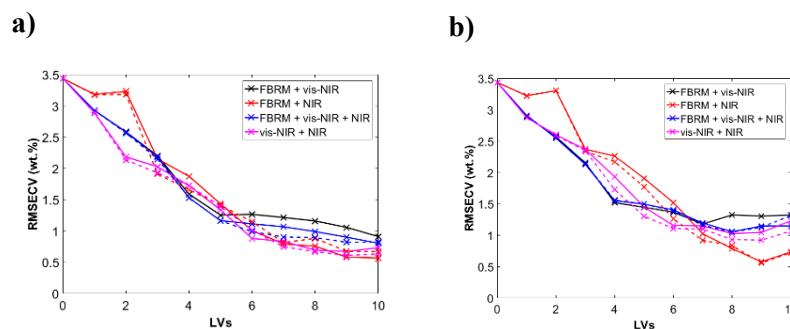 a)
3.5
3
2.5
2
1.5
1
0.5
0
0
2
4
6
8
10
RMSECV (wt.%)
LVs
FBRM + vis-NIR
FBRM + NIR
FBRM + vis-NIR + NIR
vis-NIR + NIR
b)
3.5
3
2.5
2
1.5
1
0.5
0
0
2
4
6
8
10
RMSECV (wt.%)
LVs
FBRM + vis-NIR
FBRM + NIR
FBRM + vis-NIR + NIR
vis-NIR + NIR